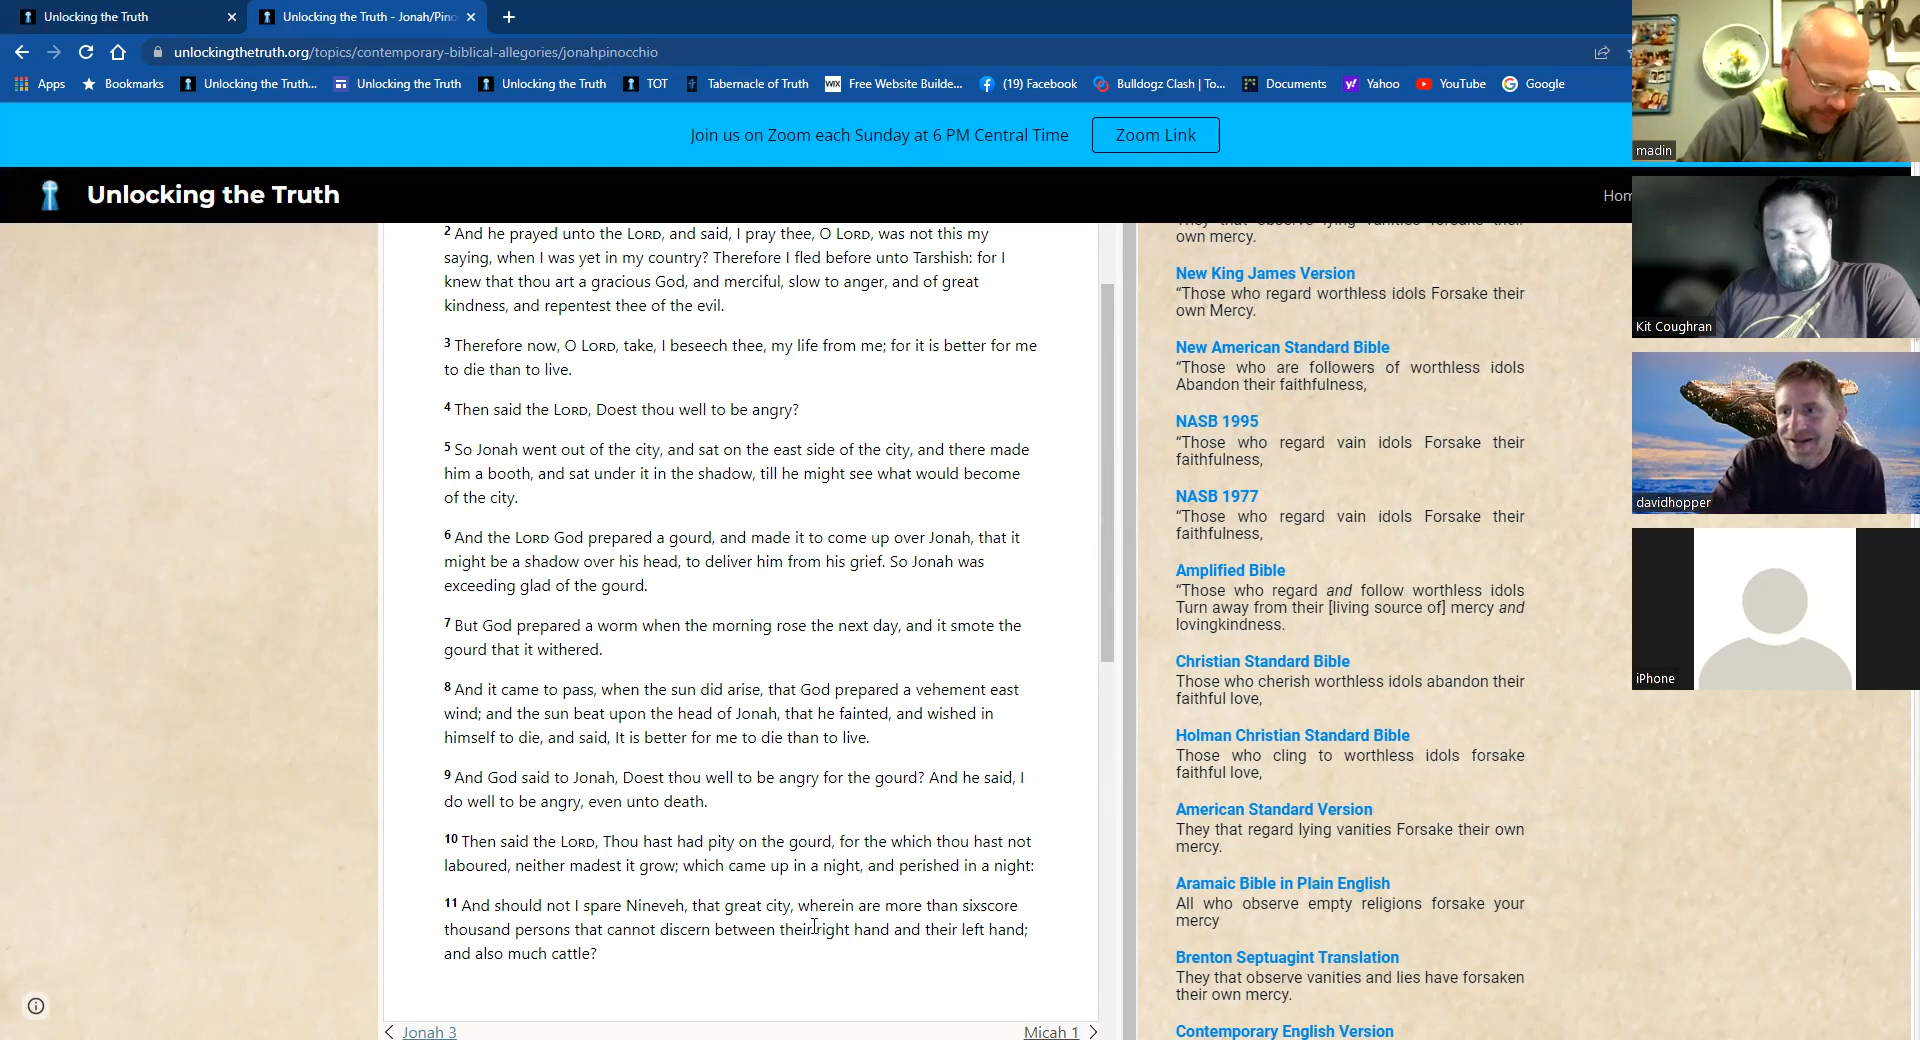 Unlocking the Truth
Unlocking the Truth - Jonah/Pino
unlockingthetruth.org/topics/contemporary-biblical-allegories/jonahpinocchio
Apps Bookmarks Unlocking the Truth... Unlocking the Truth Unlocking the Truth TOT Tabernacle of Truth WIX Free Website Builde... (19) Facebook Bulldogz Clash | To... Documents Yahoo YouTube Google
Join us on Zoom each Sunday at 6 PM Central Time Zoom Link
Unlocking the Truth
Hom
2 And he prayed unto the LORD, and said, I pray thee, O LORD, was not this my
saying, when I was yet in my country? Therefore I fled before unto Tarshish: for I
knew that thou art a gracious God, and merciful, slow to anger, and of great
kindness, and repentest thee of the evil.
3 Therefore now, O LORD, take, I beseech thee, my life from me; for it is better for me
to die than to live.
4 Then said the LORD, Doest thou well to be angry?
5 So Jonah went out of the city, and sat on the east side of the city, and there made
him a booth, and sat under it in the shadow, till he might see what would become
of the city.
6 And the LORD God prepared a gourd, and made it to come up over Jonah, that it
might be a shadow over his head, to deliver him from his grief. So Jonah was
exceeding glad of the gourd.
7 But God prepared a worm when the morning rose the next day, and it smote the
gourd that it withered.
8 And it came to pass, when the sun did arise, that God prepared a vehement east
wind; and the sun beat upon the head of Jonah, that he fainted, and wished in
himself to die, and said, It is better for me to die than to live.
9 And God said to Jonah, Doest thou well to be angry for the gourd? And he said, I
do well to be angry, even unto death.
10 Then said the LORD, Thou hast had pity on the gourd, for the which thou hast not
laboured, neither madest it grow; which came up in a night, and perished in a night:
11 And should not I spare Nineveh, that great city, wherein are more than sixscore
thousand persons that cannot discern between their right hand and their left hand;
and also much cattle?
Jonah 3
Micah 1
They that observe lying vanities forsake their
own mercy.
New King James Version
“Those who regard worthless idols Forsake their
own Mercy.
New American Standard Bible
“Those who are followers of worthless idols
Abandon their faithfulness,
NASB 1995
“Those who regard vain idols Forsake their
faithfulness,
NASB 1977
“Those who regard vain idols Forsake their
faithfulness,
Amplified Bible
“Those who regard and follow worthless idols
Turn away from their [living source of] mercy and
lovingkindness.
Christian Standard Bible
Those who cherish worthless idols abandon their
faithful love,
Holman Christian Standard Bible
Those who cling to worthless idols forsake
faithful love,
American Standard Version
They that regard lying vanities Forsake their own
mercy.
Aramaic Bible in Plain English
All who observe empty religions forsake your
mercy
Brenton Septuagint Translation
They that observe vanities and lies have forsaken
their own mercy.
Contemporary English Version
madin
Kit Coughran
davidhopper
iPhone